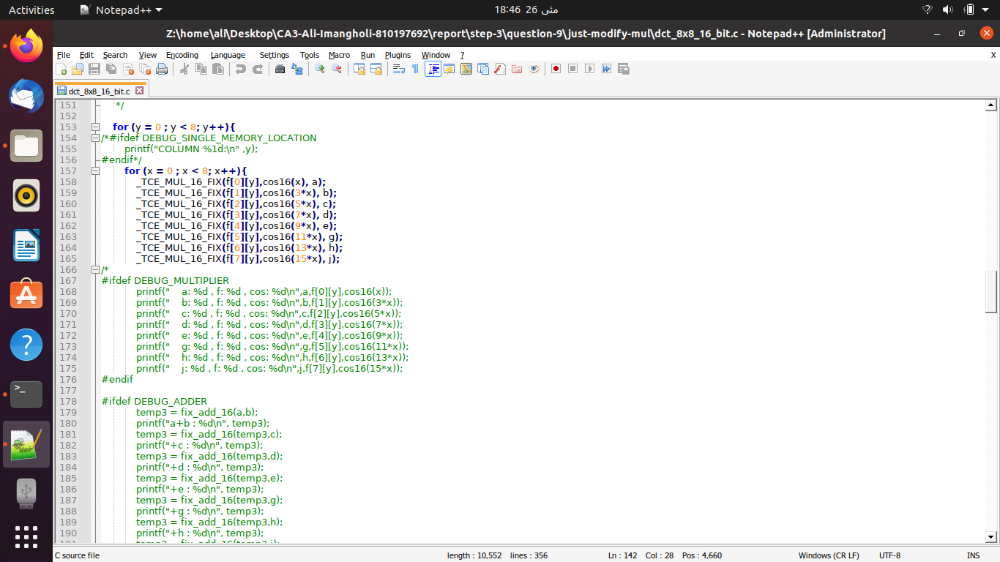 Activities
Notepad++
18:46 26 مئی
Z:\home\ali\Desktop\CA3-Ali-Imangholi-810197692\report\step-3\question-9\just-modify-mul\dct_8x8_16_bit.c - Notepad++ [Administrator]
File Edit Search View Encoding Language Settings Tools Macro Run Plugins Window ? X
dct_8x8_16_bit.c
151 */
152
153 for (y = 0 ; y < 8; y++){
154 /*#ifdef DEBUG_SINGLE_MEMORY_LOCATION
155 printf("COLUMN %1d:\n" ,y);
156 #endif*/
157 for (x = 0 ; x < 8; x++){
158 _TCE_MUL_16_FIX(f[0][y],cos16(x), a);
159 _TCE_MUL_16_FIX(f[1][y],cos16(3*x), b);
160 _TCE_MUL_16_FIX(f[2][y],cos16(5*x), c);
161 _TCE_MUL_16_FIX(f[3][y],cos16(7*x), d);
162 _TCE_MUL_16_FIX(f[4][y],cos16(9*x), e);
163 _TCE_MUL_16_FIX(f[5][y],cos16(11*x), g);
164 _TCE_MUL_16_FIX(f[6][y],cos16(13*x), h);
165 _TCE_MUL_16_FIX(f[7][y],cos16(15*x), j);
166 /*
167 #ifdef DEBUG_MULTIPLIER
168 printf("    a: %d , f: %d , cos: %d\n",a,f[0][y],cos16(x));
169 printf("    b: %d , f: %d , cos: %d\n",b,f[1][y],cos16(3*x));
170 printf("    c: %d , f: %d , cos: %d\n",c,f[2][y],cos16(5*x));
171 printf("    d: %d , f: %d , cos: %d\n",d,f[3][y],cos16(7*x));
172 printf("    e: %d , f: %d , cos: %d\n",e,f[4][y],cos16(9*x));
173 printf("    g: %d , f: %d , cos: %d\n",g,f[5][y],cos16(11*x));
174 printf("    h: %d , f: %d , cos: %d\n",h,f[6][y],cos16(13*x));
175 printf("    j: %d , f: %d , cos: %d\n",j,f[7][y],cos16(15*x));
176 #endif
177
178 #ifdef DEBUG_ADDER
179 temp3 = fix_add_16(a,b);
180 printf("a+b : %d\n", temp3);
181 temp3 = fix_add_16(temp3,c);
182 printf("+c : %d\n", temp3);
183 temp3 = fix_add_16(temp3,d);
184 printf("+d : %d\n", temp3);
185 temp3 = fix_add_16(temp3,e);
186 printf("+e : %d\n", temp3);
187 temp3 = fix_add_16(temp3,g);
188 printf("+g : %d\n", temp3);
189 temp3 = fix_add_16(temp3,h);
190 printf("+h : %d\n", temp3);
C source file length : 10,552 lines : 356 Ln : 142 Col : 28 Pos : 4,660 Windows (CR LF) UTF-8 INS